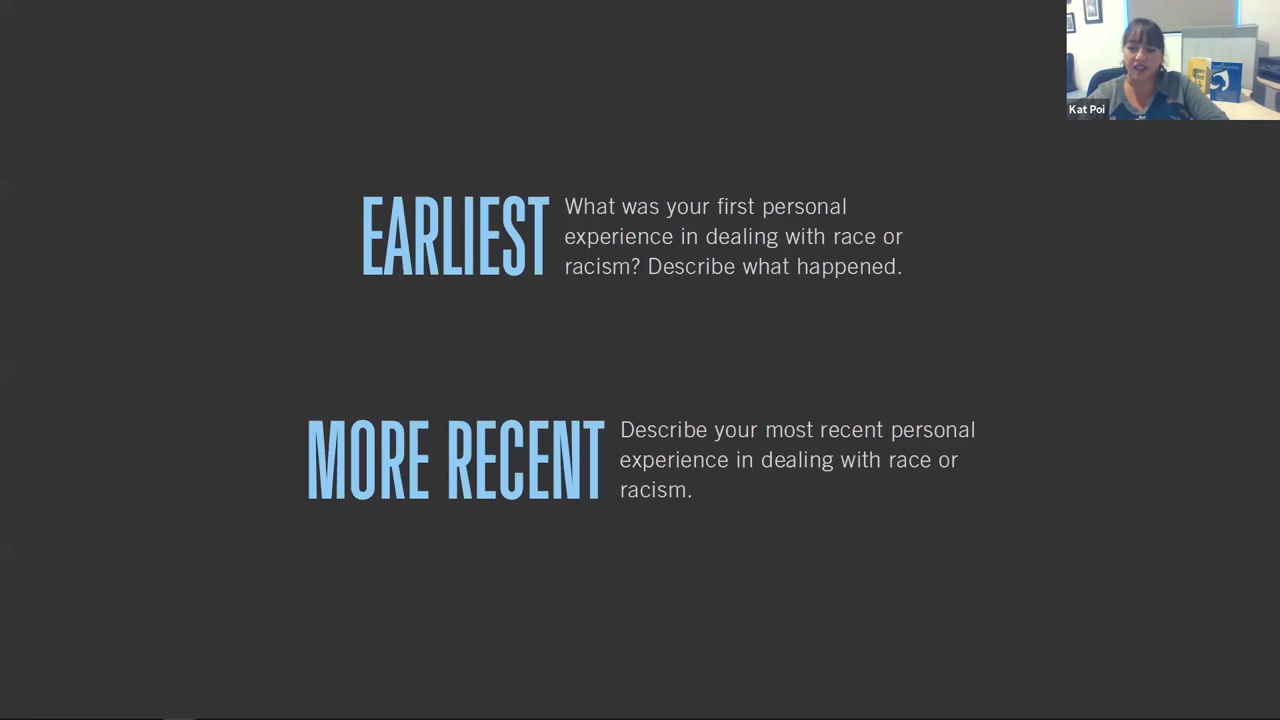 Kat Poi
EARLIEST
What was your first personal
experience in dealing with race or
racism? Describe what happened.
MORE RECENT
Describe your most recent personal
experience in dealing with race or
racism.